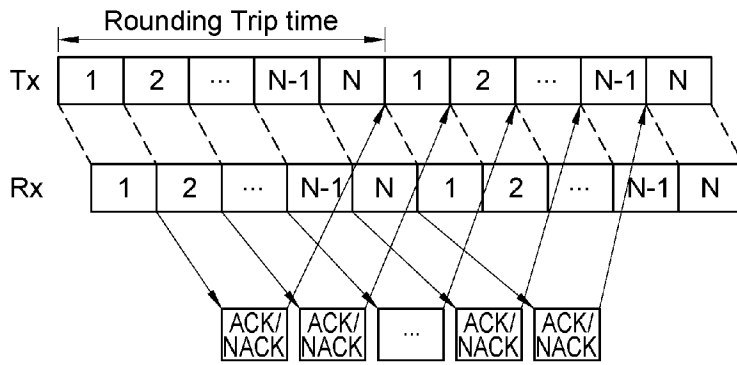 Rounding Trip time
Tx 1 2 ... N-1 N 1 2 ... N-1 N
Rx 1 2 ... N-1 N 1 2 ... N-1 N
ACK/ ACK/ ... ACK/ ACK/
NACK NACK NACK NACK